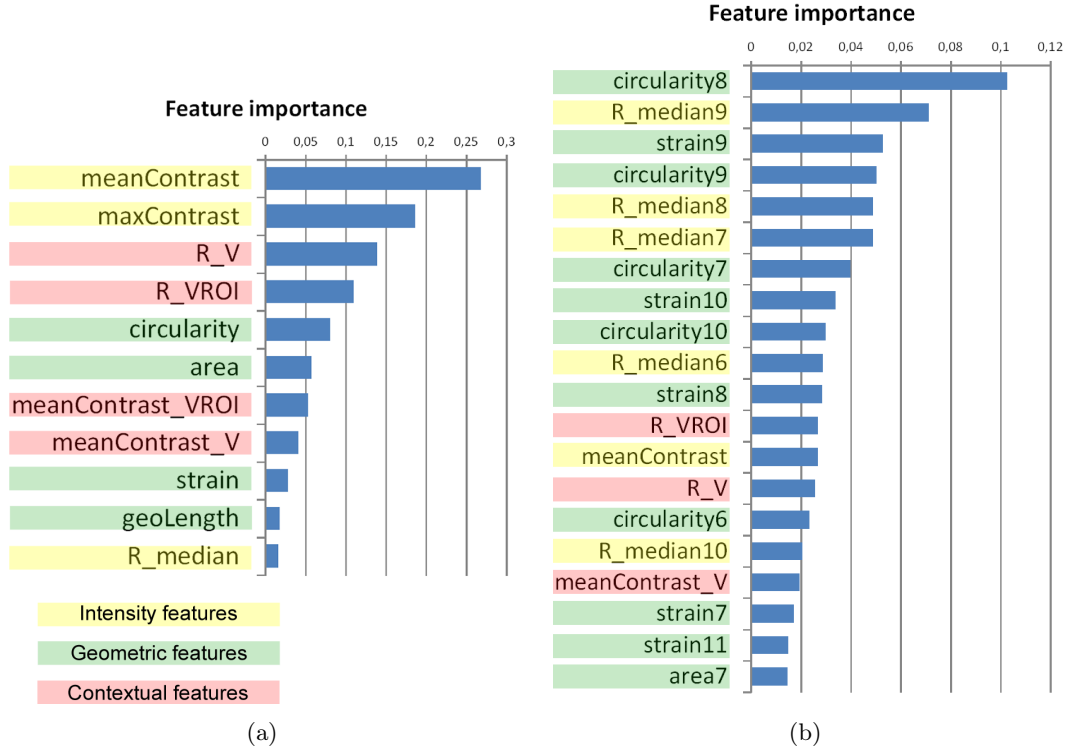 Feature importance
0 0,05 0,1 0,15 0,2 0,25 0,3
meanContrast
maxContrast
R_V
R_VROI
circularity
area
meanContrast_VROI
meanContrast_V
strain
geoLength
R_median
Intensity features
Geometric features
Contextual features
(a)
Feature importance
0 0,02 0,04 0,06 0,08 0,1 0,12
circularity8
R_median9
strain9
circularity9
R_median8
R_median7
circularity7
strain10
circularity10
R_median6
strain8
R_VROI
meanContrast
R_V
circularity6
R_median10
meanContrast_V
strain7
strain11
area7
(b)